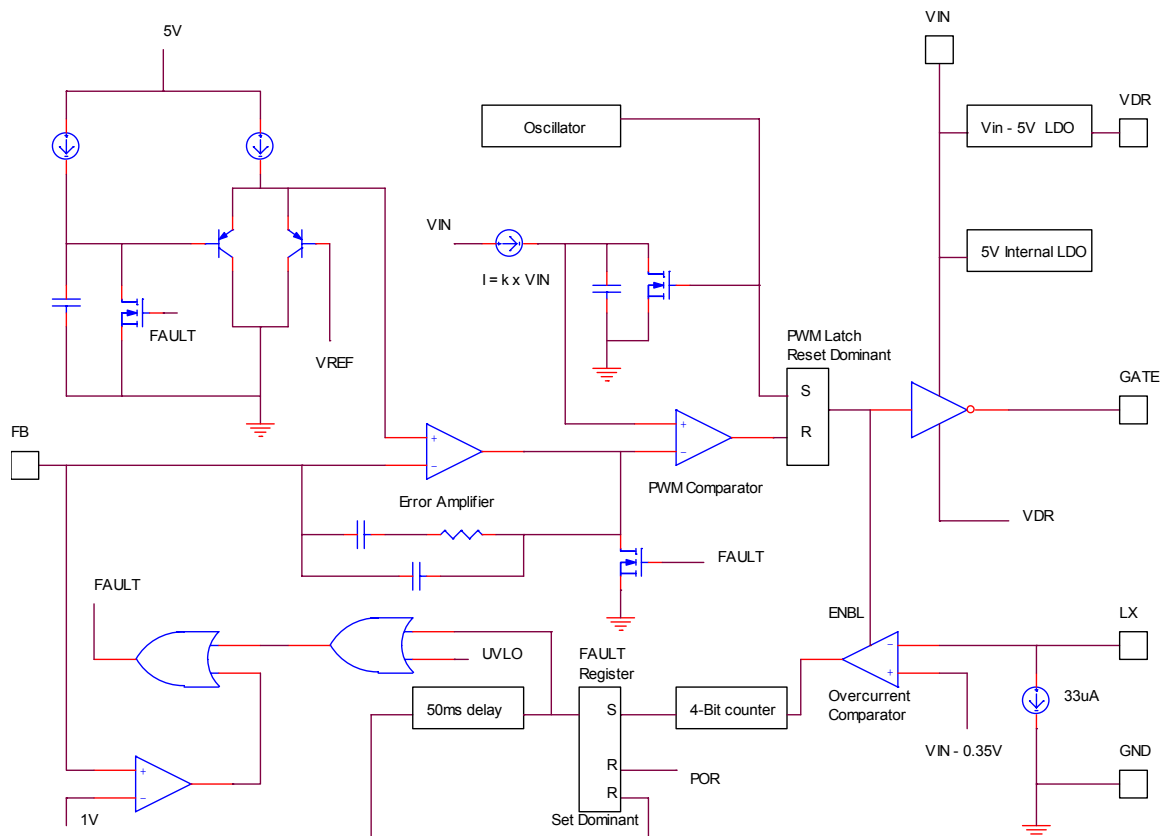 5V
VIN
VDR
Oscillator
Vin - 5V LDO
VIN
I = k x VIN
5V Internal LDO
FAULT
VREF
PWM Latch
Reset Dominant
GATE
S
R
FB
+
−
Error Amplifier
+
−
PWM Comparator
VDR
FAULT
FAULT
UVLO
ENBL
LX
FAULT
Register
−
+
50ms delay
S
4-Bit counter
Overcurrent
Comparator
33uA
VIN - 0.35V
GND
R
POR
R
+
−
1V
Set Dominant